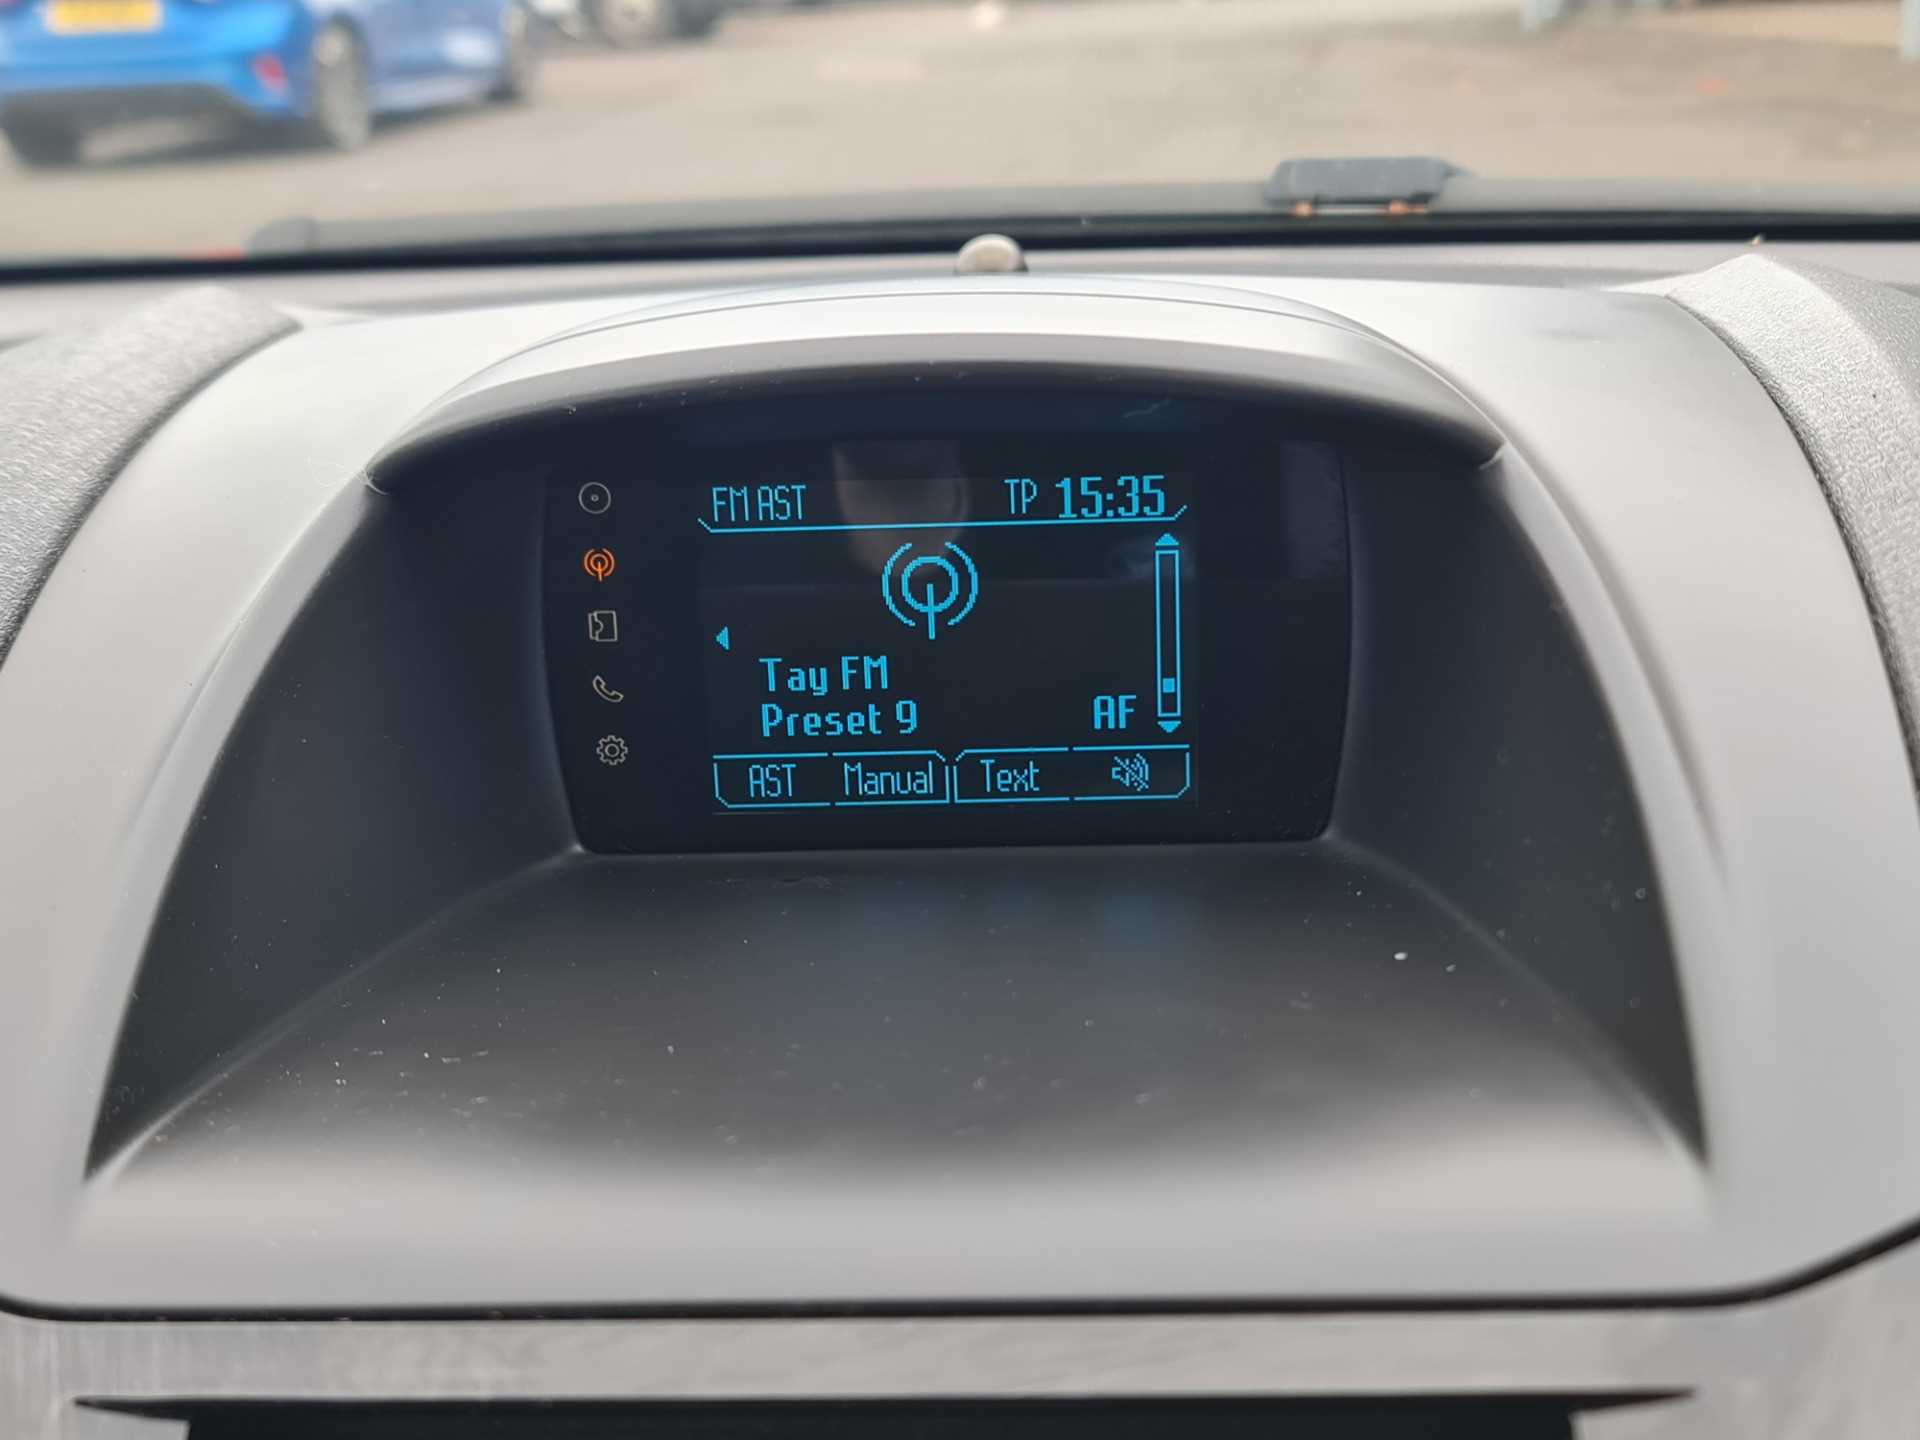 FM AST TP 15:35
Tay FM
Preset 9 AF
AST Manual Text